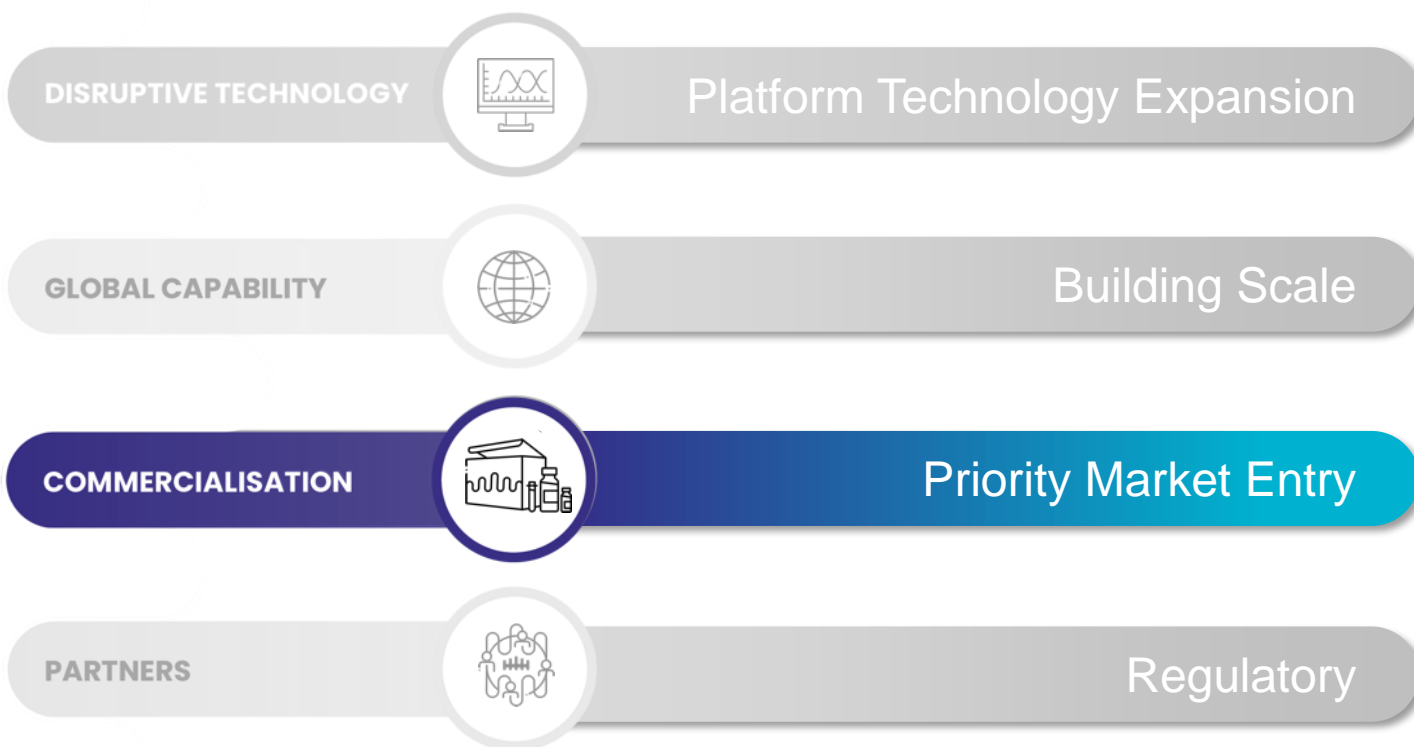 DISRUPTIVE TECHNOLOGY
Platform Technology Expansion
GLOBAL CAPABILITY
Building Scale
COMMERCIALISATION
Priority Market Entry
PARTNERS
Regulatory